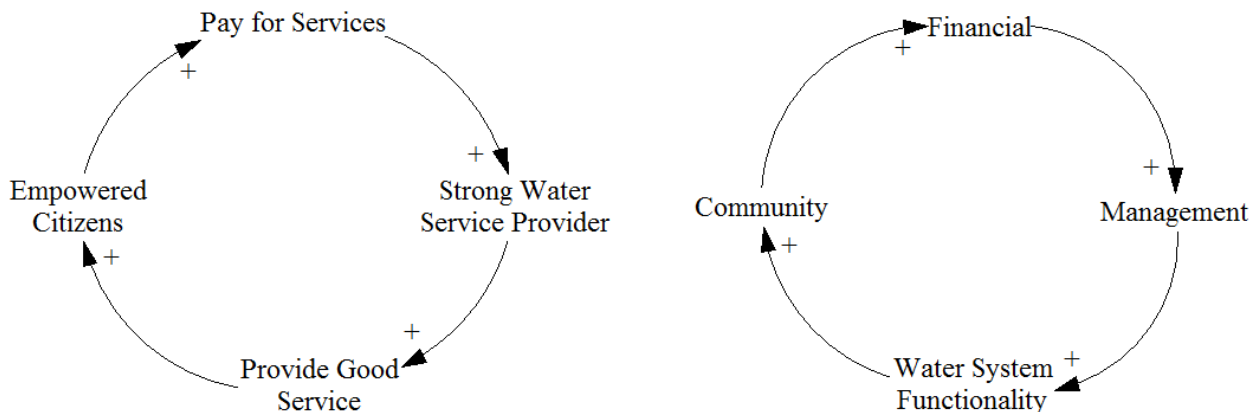 Pay for Services
+
+
Empowered
Citizens
Strong Water
Service Provider
+
+
Provide Good
Service
Financial
+
+
Community
Management
+
+
Water System
Functionality